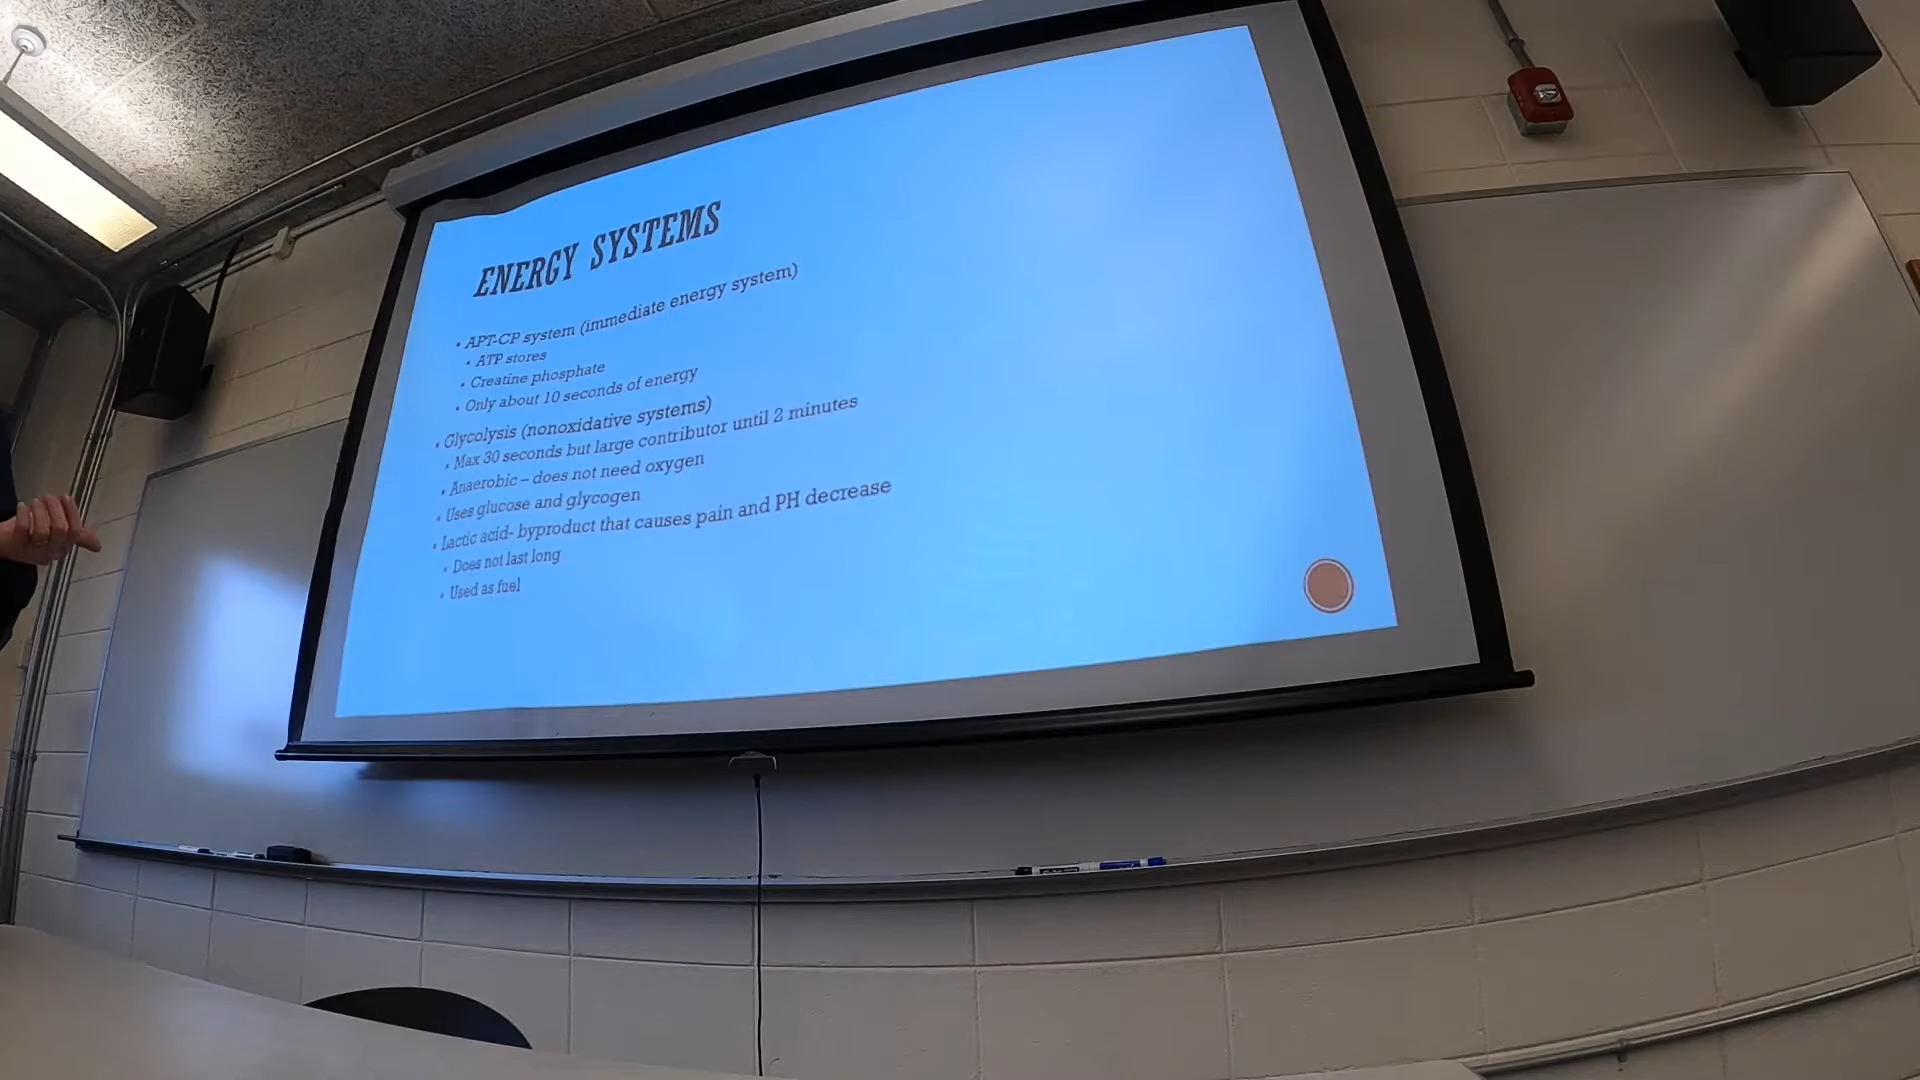 ENERGY SYSTEMS
• APT-CP system (immediate energy system)
• ATP stores
• Creatine phosphate
• Only about 10 seconds of energy
• Glycolysis (nonoxidative systems)
• Max 30 seconds but large contributor until 2 minutes
• Anaerobic – does not need oxygen
• Uses glucose and glycogen
• Lactic acid- byproduct that causes pain and PH decrease
• Does not last long
• Used as fuel